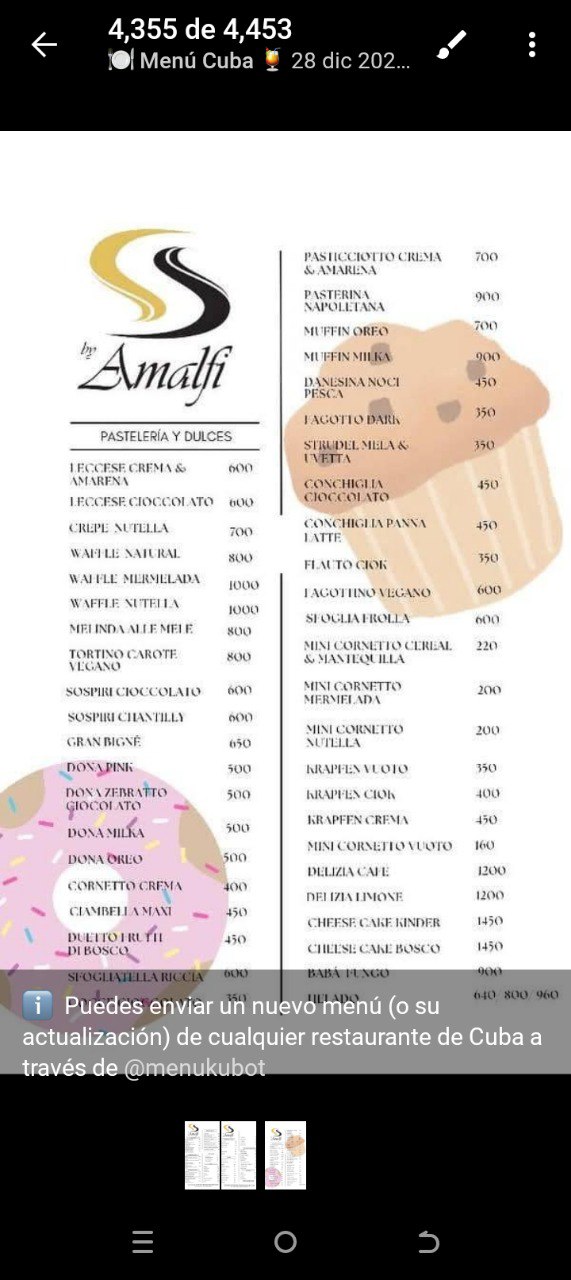 4,355 de 4,453
🍽️ Menú Cuba 🍹 28 dic 202...
by
Amalfi
PASTELERÍA Y DULCES
LECCESE CREMA & 600
AMARENA
LECCESE CIOCCOLATO 600
CREPE NUTELLA 700
WAFFLE NATURAL 800
WAFFLE MERMELADA 1000
WAFFLE NUTELLA 1000
MELINDA ALLE MELE 800
TORTINO CAROTE 800
VEGANO
SOSPIRI CIOCCOLATO 600
SOSPIRI CHANTILLY 600
GRAN BIGNÈ 650
DONA PINK 500
DONA ZEBRATTO 500
CIOCOLATO
DONA MILKA 500
DONA OREO 500
CORNETTO CREMA 400
CIAMBELLA MAXI 450
DUETTO FRUTTI 450
DI BOSCO
SFOGLIATELLA RICCIA 600
350
PASTICCIOTTO CREMA 700
& AMARENA
PASTERINA 900
NAPOLETANA
MUFFIN OREO 700
MUFFIN MILKA 900
DANESINA NOCI 450
PESCA
FAGOTTO DARK 350
STRUDEL MELA & 350
UVETTA
CONCHIGLIA 450
CIOCCOLATO
CONCHIGLIA PANNA 450
LATTE
FLAUTO CIOK 350
FAGOTTINO VEGANO 600
SFOGLIA FROLLA 600
MINI CORNETTO CEREAL 220
& MANTEQUILLA
MINI CORNETTO 200
MERMELADA
MINI CORNETTO 200
NUTELLA
KRAPFEN VUOTO 350
KRAPFEN CIOK 400
KRAPFEN CREMA 450
MINI CORNETTO VUOTO 160
DELIZIA CAFE 1200
DELIZIA LIMONE 1200
CHEESE CAKE KINDER 1450
CHEESE CAKE BOSCO 1450
BABÀ FUNGO 900
HELADO 640 800 960
ℹ️ Puedes enviar un nuevo menú (o su
actualización) de cualquier restaurante de Cuba a
través de @menukubot